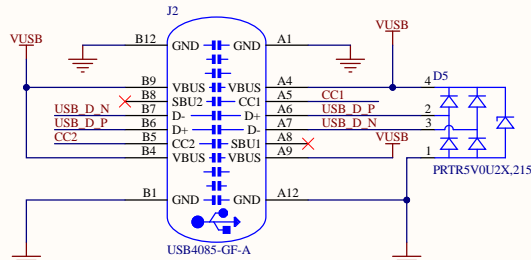 J2
VUSB
VUSB
B12
GND
GND
A1
B9
VBUS
VBUS
A4
B8
SBU2
CC1
A5
CC1
USB_D_N
B7
D-
D+
A6
USB_D_P
USB_D_P
B6
D+
D-
A7
USB_D_N
CC2
B5
CC2
SBU1
A8
VUSB
B4
VBUS
VBUS
A9
B1
GND
GND
A12
USB4085-GF-A
D5
4
2
3
1
PRTR5V0U2X,215